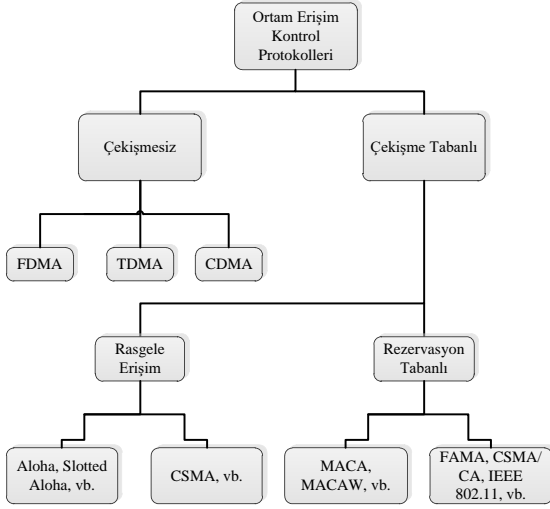 Ortam Erişim
Kontrol
Protokolleri
Çekişmesiz
Çekişme Tabanlı
FDMA
TDMA
CDMA
Rasgele
Erişim
Rezervasyon
Tabanlı
Aloha, Slotted
Aloha, vb.
CSMA, vb.
MACA,
MACAW, vb.
FAMA, CSMA/
CA, IEEE
802.11, vb.